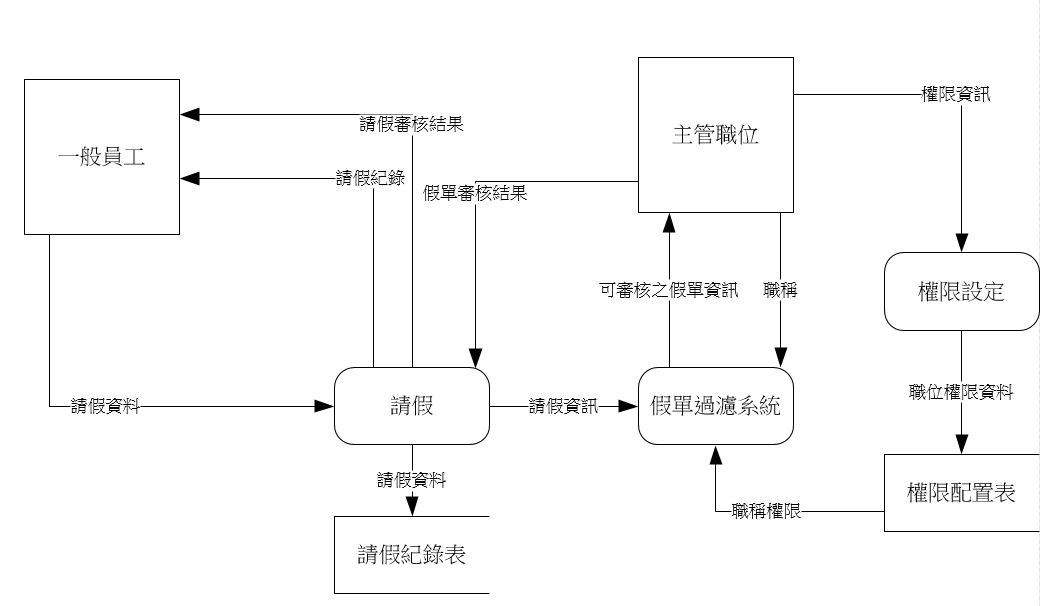 權限資訊
請假審核結果
主管職位
一般員工
請假紀錄
假單審核結果
可審核之假單資訊
職稱
權限設定
職位權限資料
請假資料
請假
請假資訊
假單過濾系統
請假資料
權限配置表
職稱權限
請假紀錄表